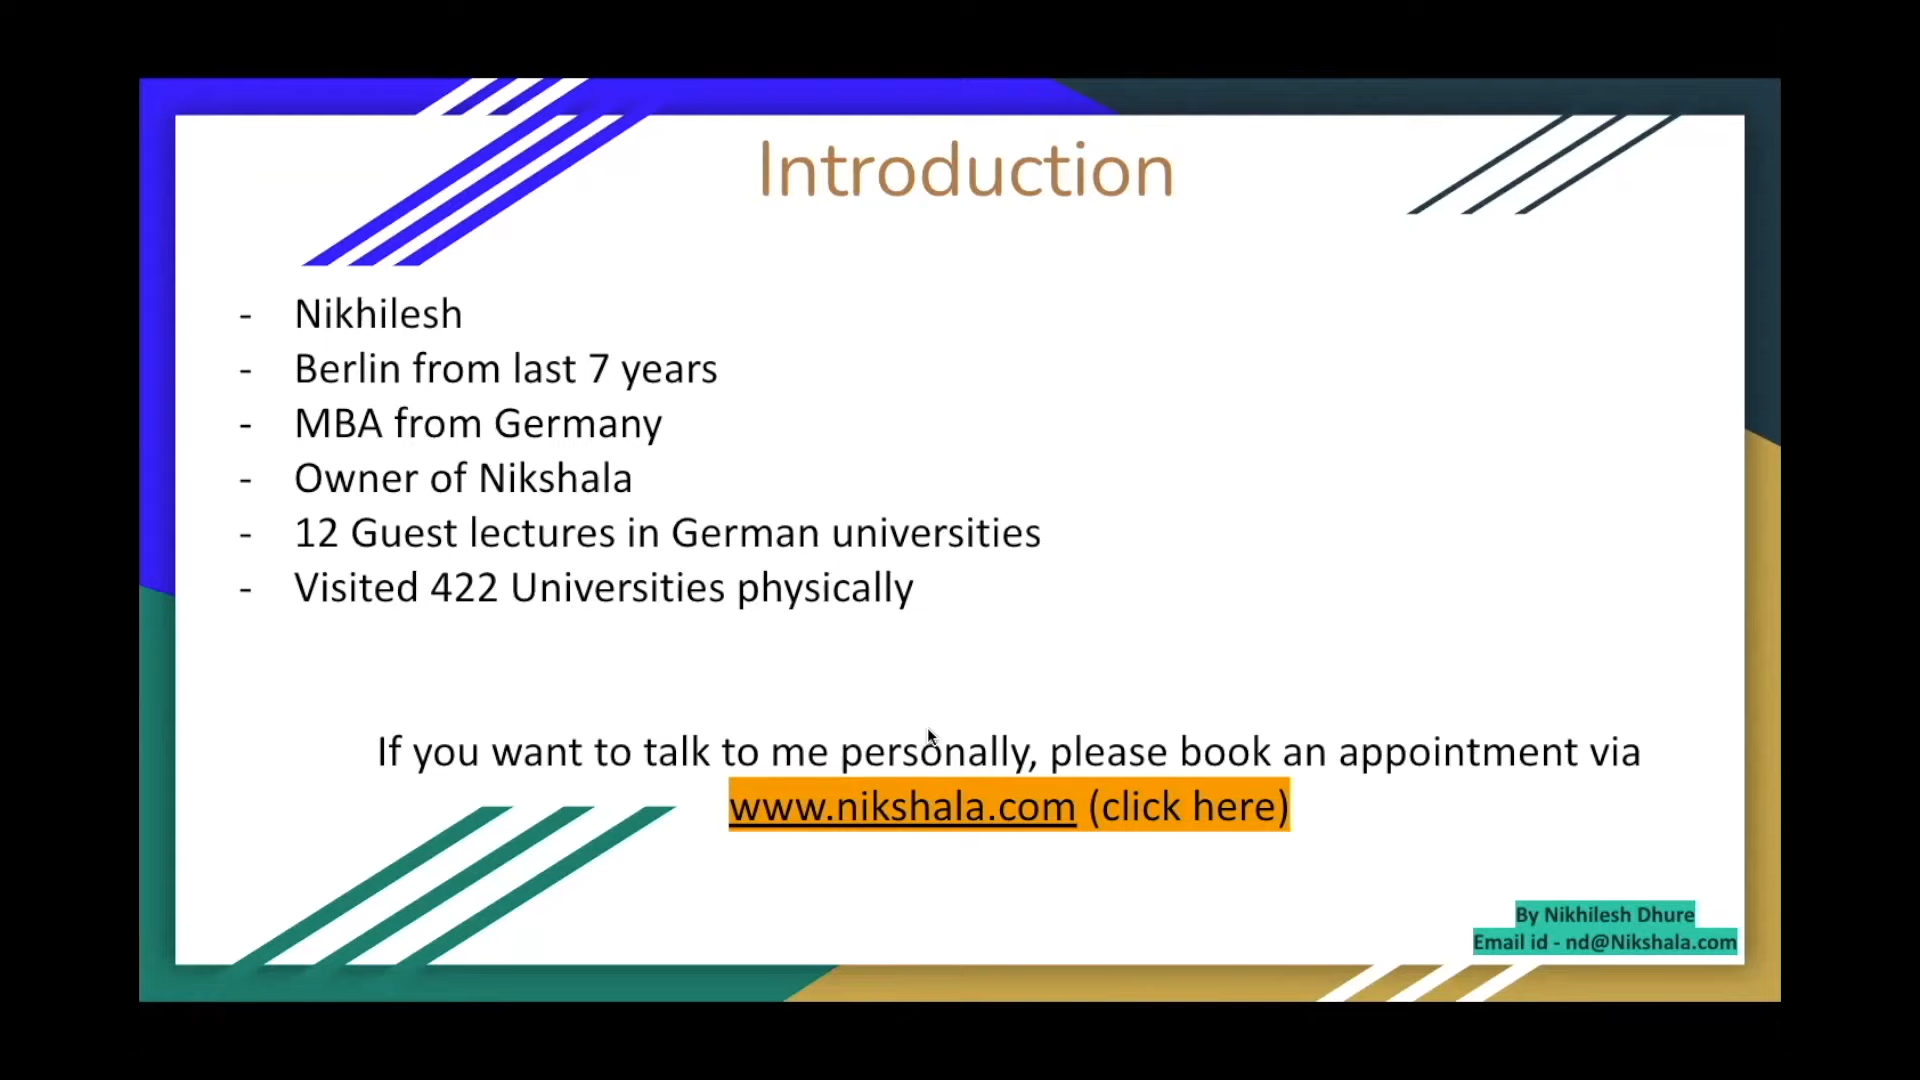 Introduction
- Nikhilesh
- Berlin from last 7 years
- MBA from Germany
- Owner of Nikshala
- 12 Guest lectures in German universities
- Visited 422 Universities physically
If you want to talk to me personally, please book an appointment via
www.nikshala.com (click here)
By Nikhilesh Dhure
Email id - nd@Nikshala.com